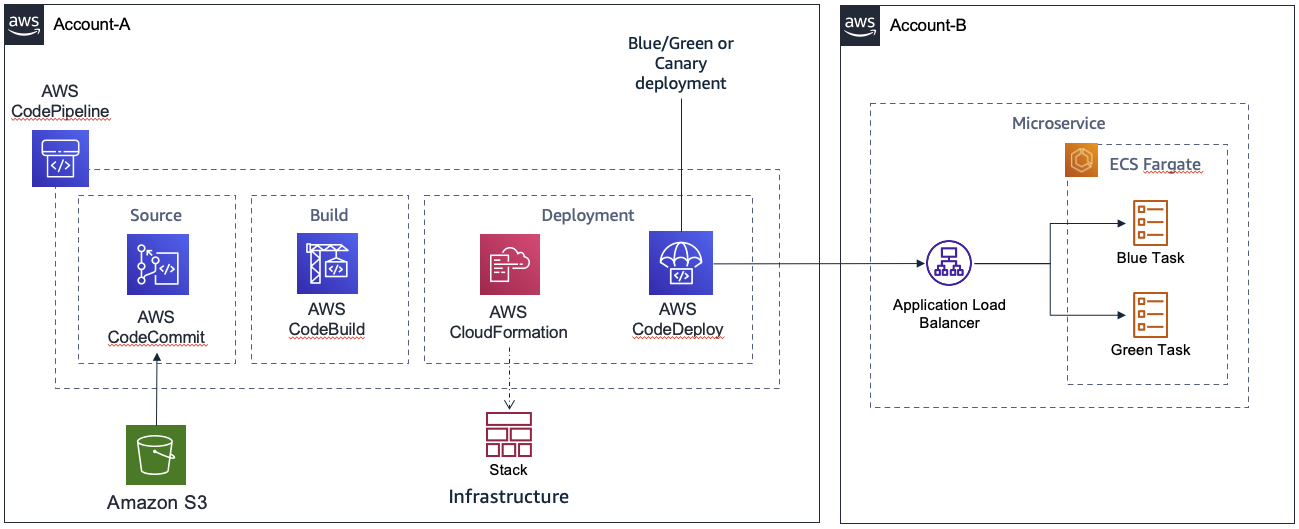 aws
Account-A
Blue/Green or
Canary
deployment
AWS
CodePipeline
Source
Build
Deployment
AWS
CodeCommit
AWS
CodeBuild
AWS
CloudFormation
AWS
CodeDeploy
Amazon S3
Stack
Infrastructure
aws
Account-B
Microservice
ECS Fargate
Application Load
Balancer
Blue Task
Green Task